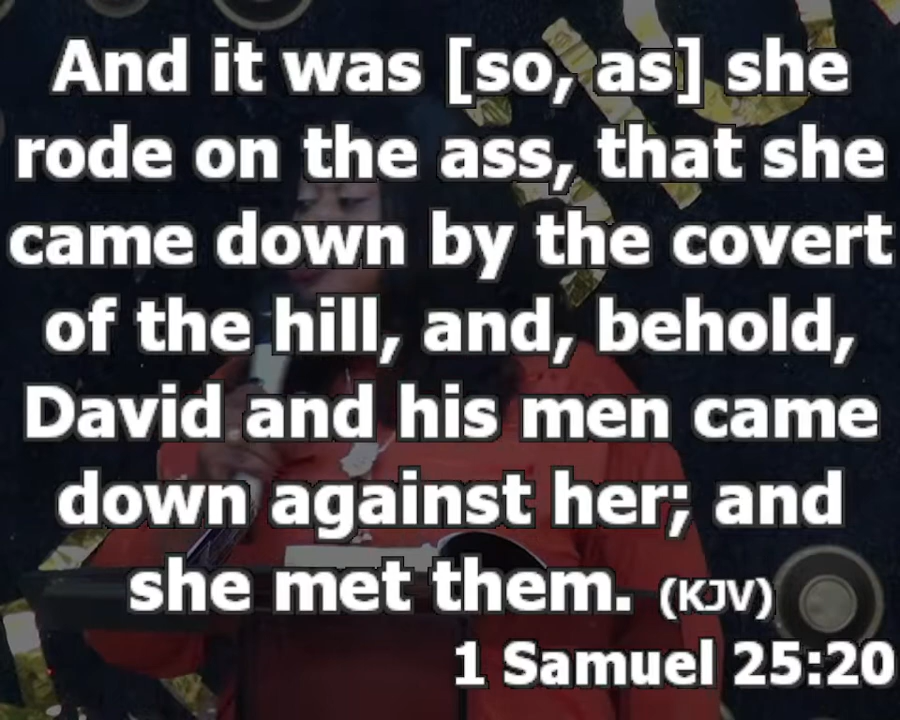 And it was [so, as] she
rode on the ass, that she
came down by the covert
of the hill, and, behold,
David and his men came
down against her; and
she met them. (KJV)
1 Samuel 25:20